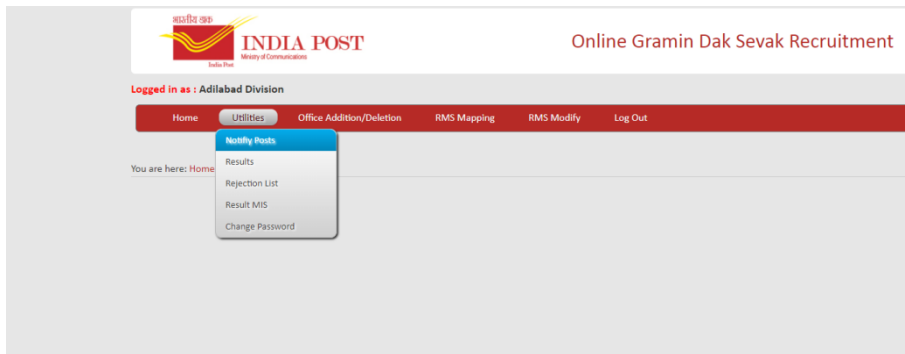 भारतीय डाक
INDIA POST
Ministry of Communications
India Post
Online Gramin Dak Sevak Recruitment
Logged in as : Adilabad Division
Home Utilities Office Addition/Deletion RMS Mapping RMS Modify Log Out
Notifiy Posts
You are here: Home
Results
Rejection List
Result MIS
Change Password